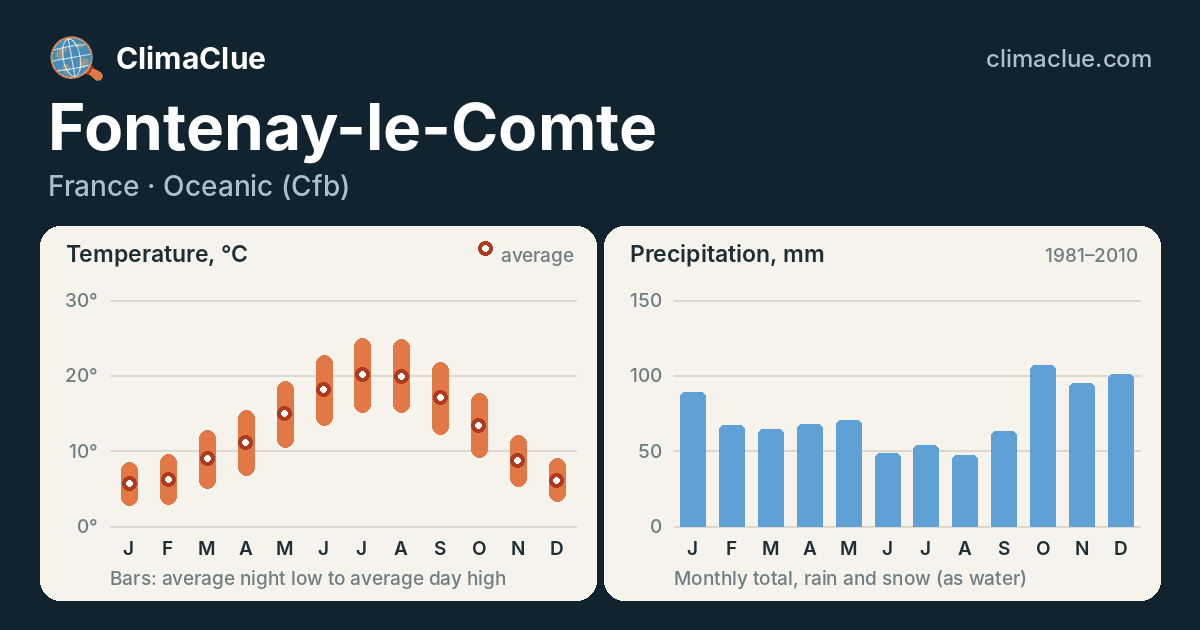 ClimaClue
climaclue.com
Fontenay-le-Comte
France · Oceanic (Cfb)
Temperature, °C
average
30°
20°
10°
0°
J F M A M J J A S O N D
Bars: average night low to average day high
Precipitation, mm
1981–2010
150
100
50
0
J F M A M J J A S O N D
Monthly total, rain and snow (as water)